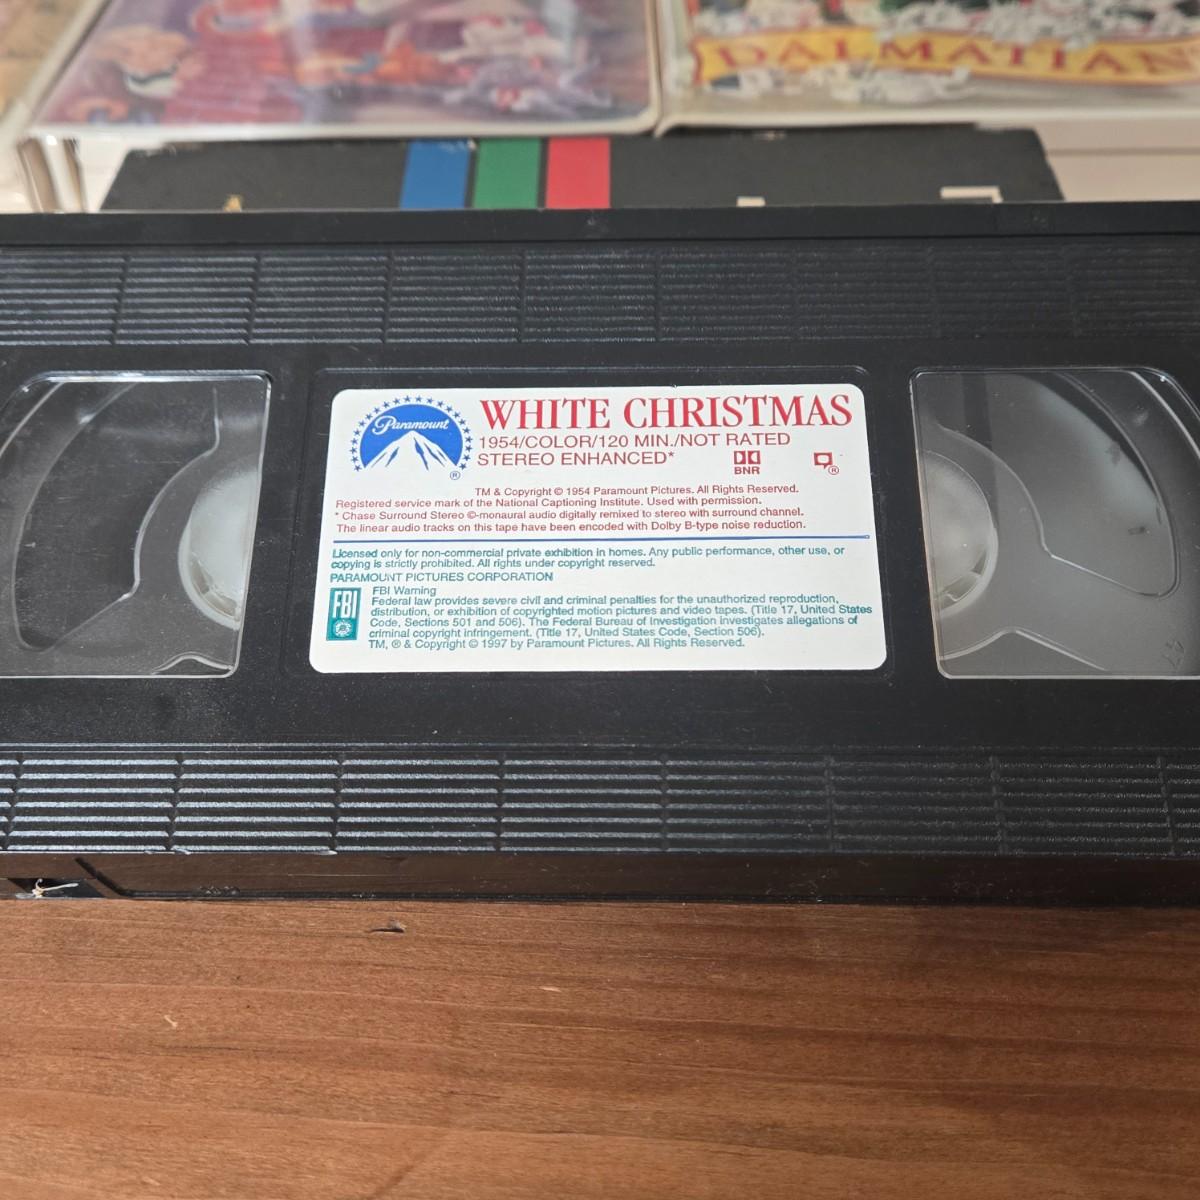 DALMATIANS
Paramount
®
WHITE CHRISTMAS
1954/COLOR/120 MIN./NOT RATED
STEREO ENHANCED*
BNR
®
TM & Copyright © 1954 Paramount Pictures. All Rights Reserved.
Registered service mark of the National Captioning Institute. Used with permission.
* Chase Surround Stereo ©-monaural audio digitally remixed to stereo with surround channel.
The linear audio tracks on this tape have been encoded with Dolby B-type noise reduction.
Licensed only for non-commercial private exhibition in homes. Any public performance, other use, or
copying is strictly prohibited. All rights under copyright reserved.
PARAMOUNT PICTURES CORPORATION
FBI
FBI Warning
Federal law provides severe civil and criminal penalties for the unauthorized reproduction,
distribution, or exhibition of copyrighted motion pictures and video tapes. (Title 17, United States
Code, Sections 501 and 506). The Federal Bureau of Investigation investigates allegations of
criminal copyright infringement. (Title 17, United States Code, Section 506).
TM, ® & Copyright © 1997 by Paramount Pictures. All Rights Reserved.
47